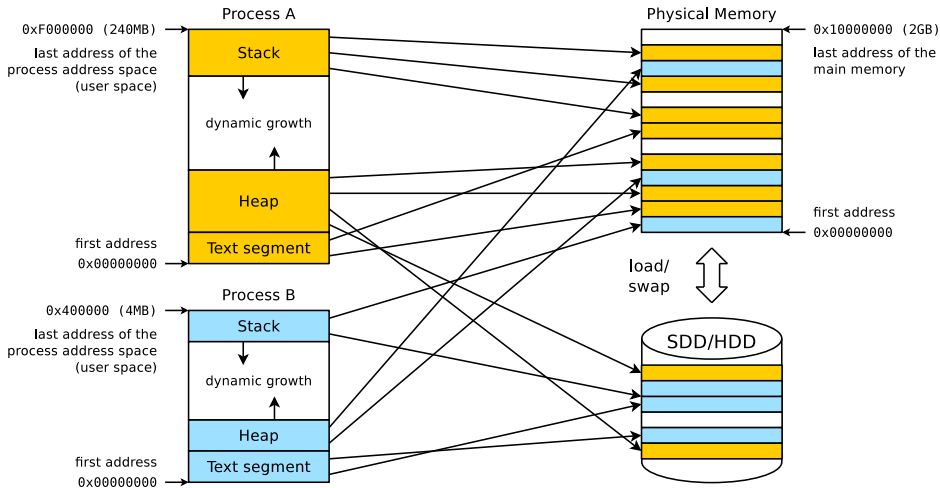 Process A
0xF000000 (240MB)
last address of the
process address space
(user space)
Stack
dynamic growth
Heap
Text segment
first address
0x00000000
Process B
0x400000 (4MB)
last address of the
process address space
(user space)
Stack
dynamic growth
Heap
Text segment
first address
0x00000000
Physical Memory
0x10000000 (2GB)
last address of the
main memory
first address
0x00000000
load/
swap
SDD/HDD